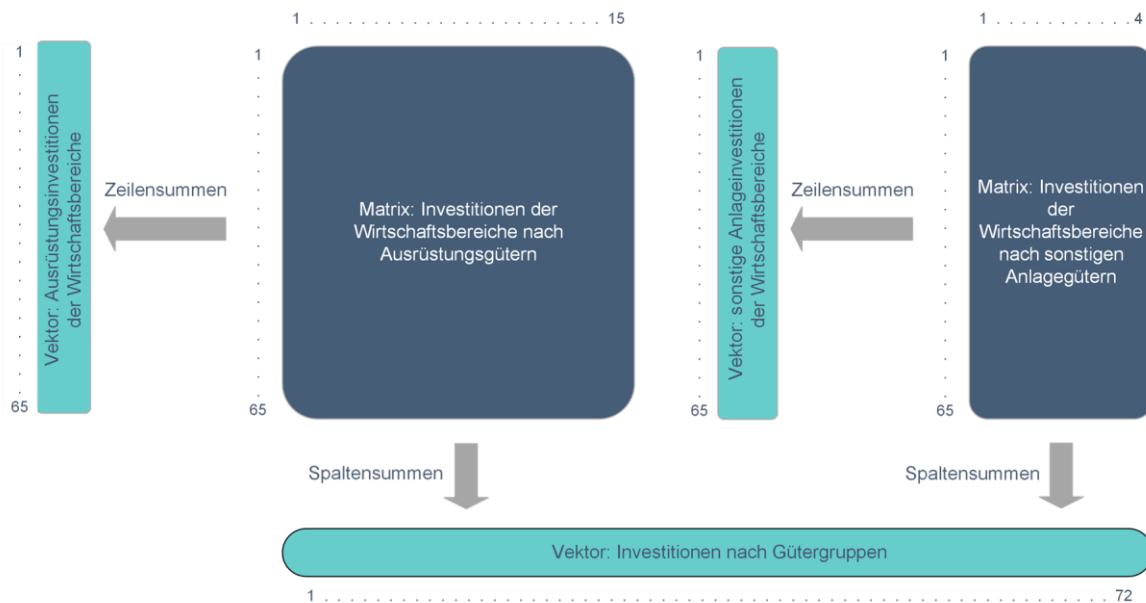 1 . . . . . . . . . . . . . . . 15
1 . . . . 4
1
.
65
Vektor: Ausrüstungsinvestitionen
der Wirtschaftsbereiche
Zeilensummen
1
.
65
Matrix: Investitionen der
Wirtschaftsbereiche nach
Ausrüstungsgütern
1
.
65
Vektor: sonstige Anlageinvestitionen
der Wirtschaftsbereiche
Zeilensummen
1
.
65
Matrix: Investitionen
der
Wirtschaftsbereiche
nach sonstigen
Anlagegütern
Spaltensummen
Spaltensummen
Vektor: Investitionen nach Gütergruppen
1 . . . . . . . . . . . . . . . . . . . . . . . . . . . . . . 72